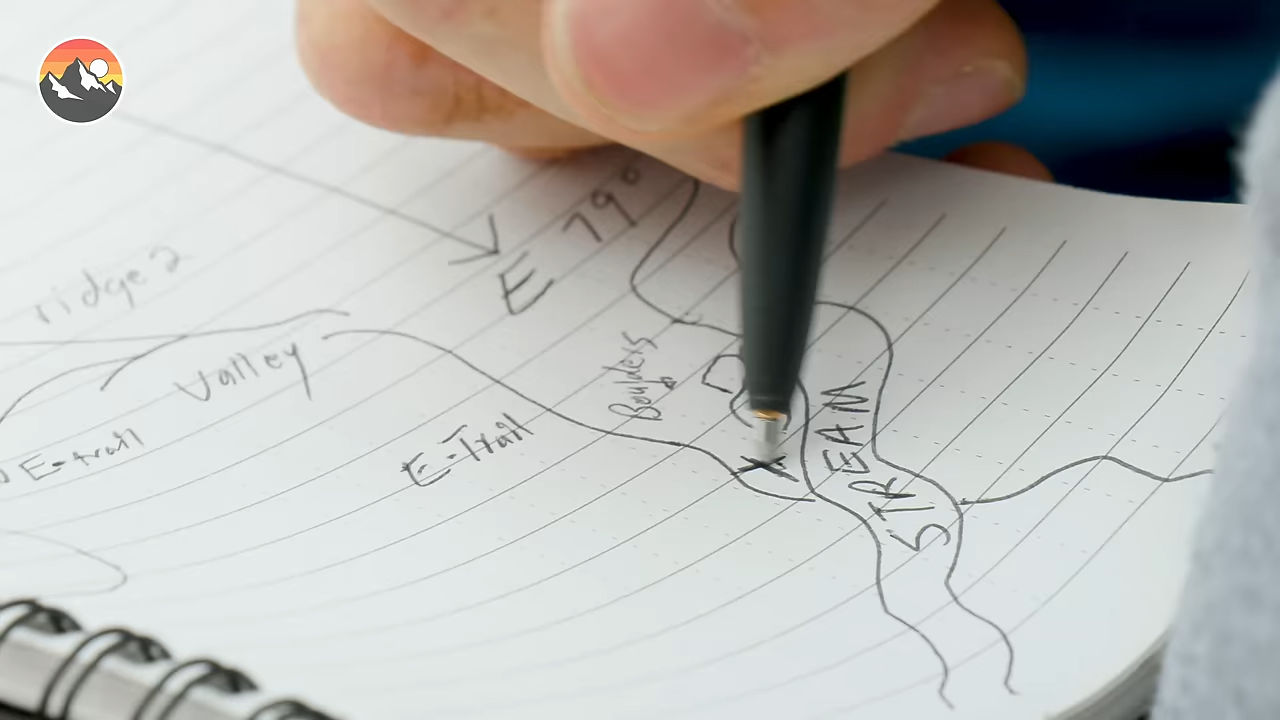 ridge 2
E 79°
Valley
Boulders
E-trail
E-Trail
X
STREAM